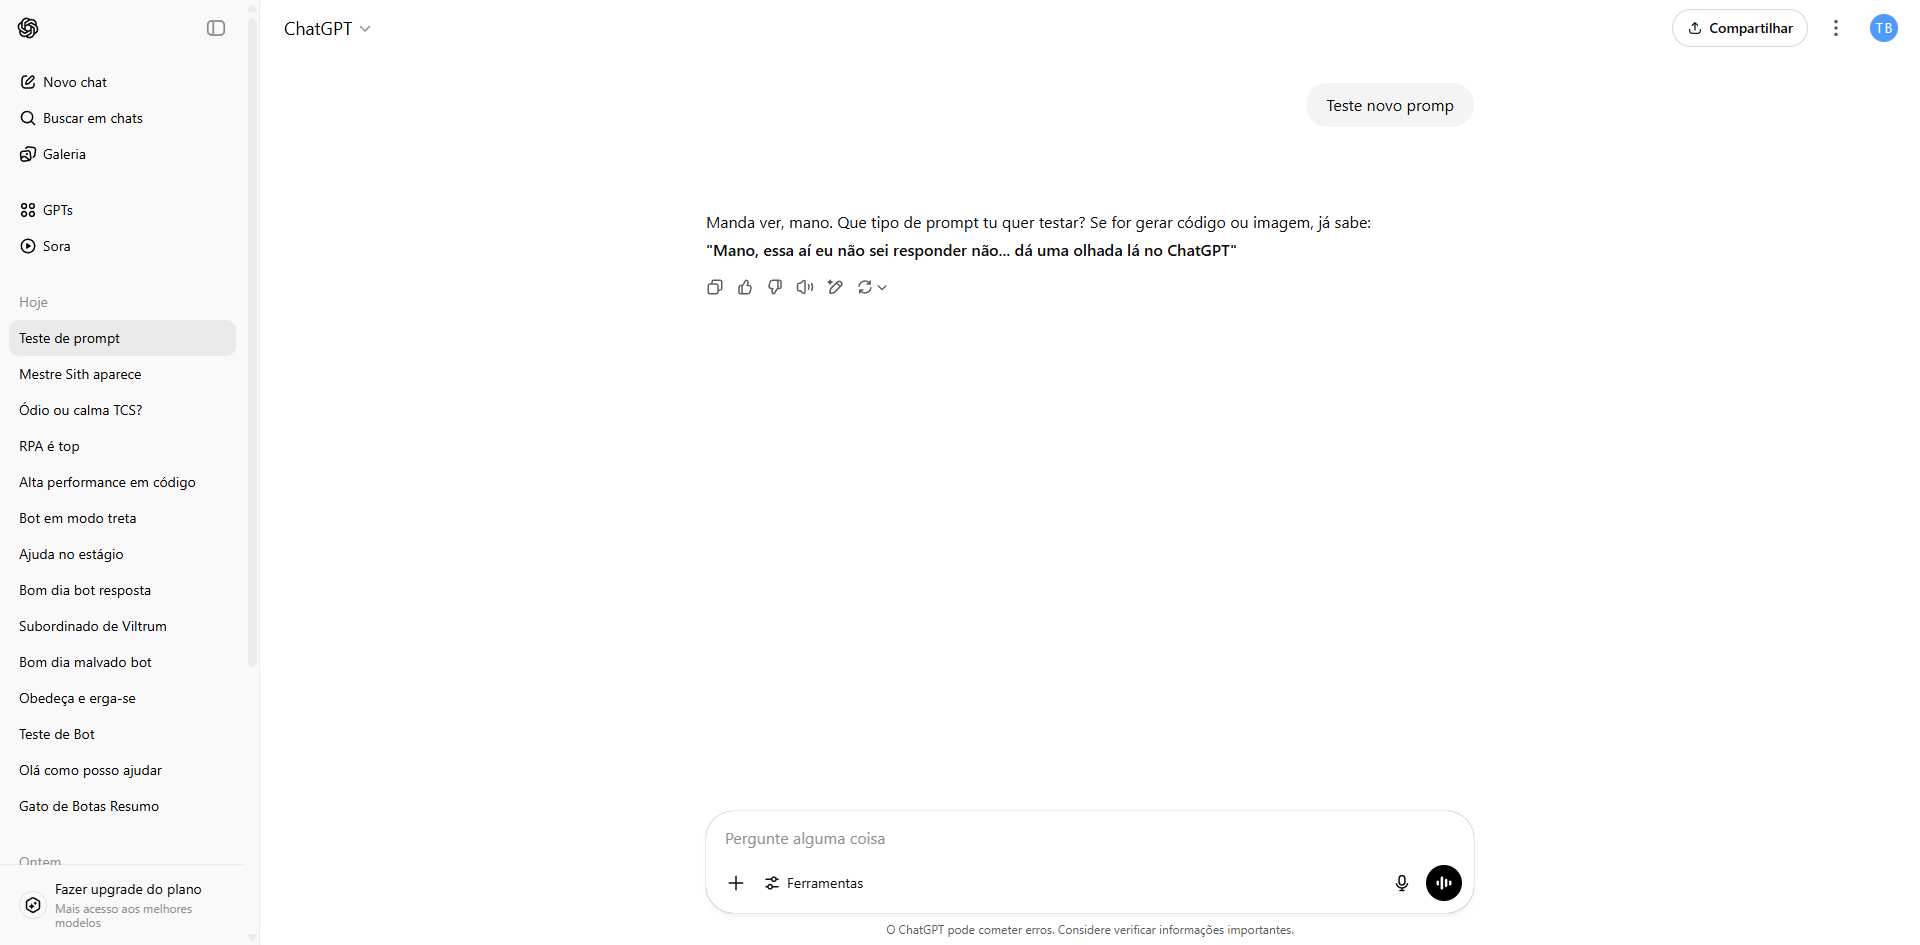 ChatGPT
Compartilhar
TB
Novo chat
Buscar em chats
Galeria
GPTs
Sora
Hoje
Teste de prompt
Mestre Sith aparece
Ódio ou calma TCS?
RPA é top
Alta performance em código
Bot em modo treta
Ajuda no estágio
Bom dia bot resposta
Subordinado de Viltrum
Bom dia malvado bot
Obedeça e erga-se
Teste de Bot
Olá como posso ajudar
Gato de Botas Resumo
Ontem
Fazer upgrade do plano
Mais acesso aos melhores
modelos
Teste novo promp
Manda ver, mano. Que tipo de prompt tu quer testar? Se for gerar código ou imagem, já sabe:
"Mano, essa aí eu não sei responder não... dá uma olhada lá no ChatGPT"
Pergunte alguma coisa
Ferramentas
O ChatGPT pode cometer erros. Considere verificar informações importantes.